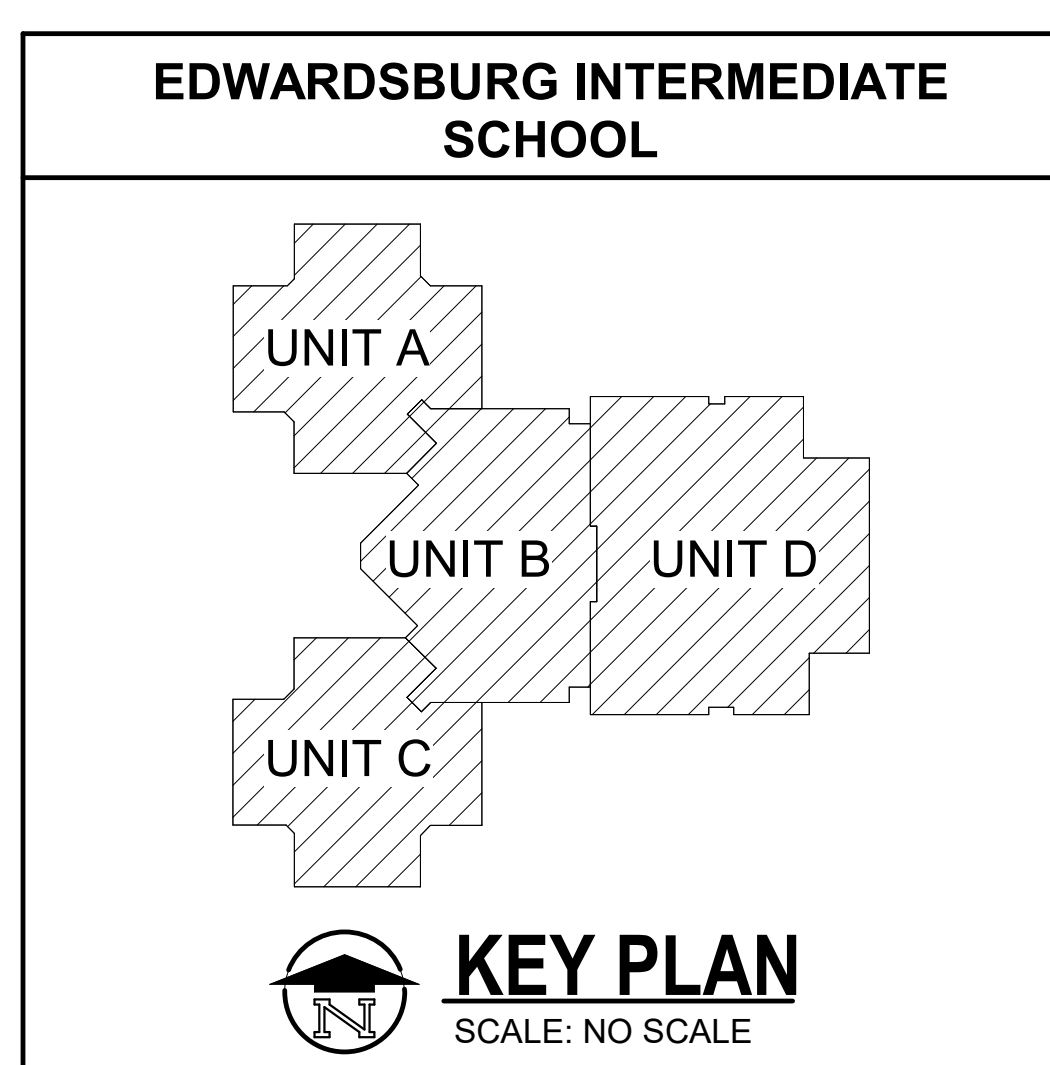 EDWARDSBURG INTERMEDIATE
SCHOOL
UNIT A
UNIT B
UNIT D
UNIT C
N
KEY PLAN
SCALE: NO SCALE